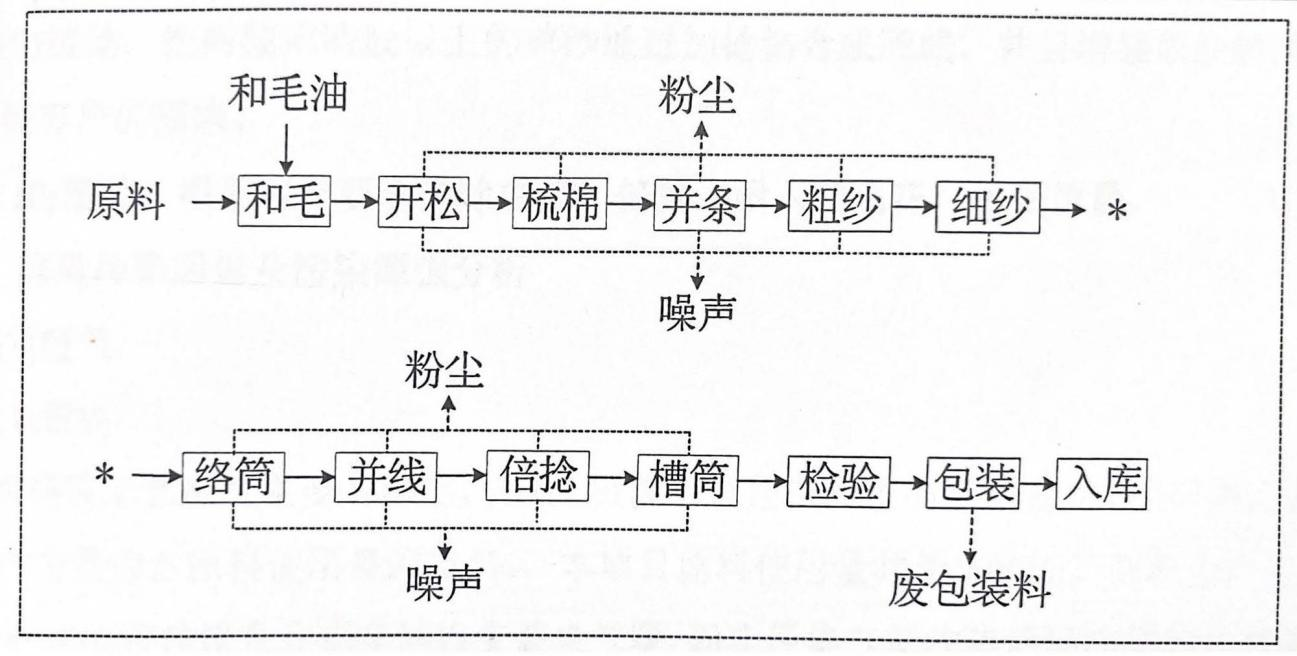 和毛油 粉尘
原料 和毛 开松 梳棉 并条 粗纱 细纱 *
噪声
粉尘
* 络筒 并线 倍捻 槽筒 检验 包装 入库
噪声 废包装料